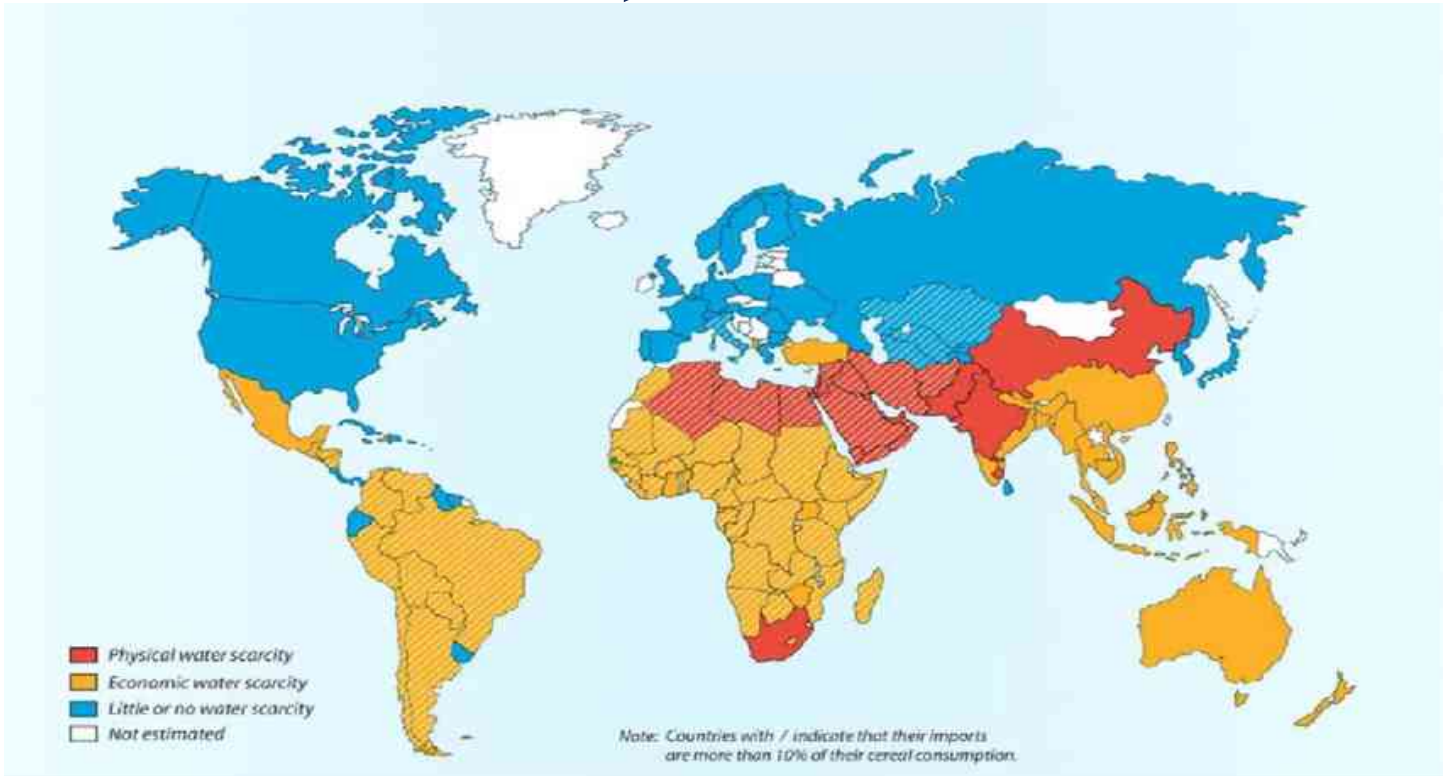 Physical water scarcity
Economic water scarcity
Little or no water scarcity
Not estimated
Note: Countries with / indicate that their imports
are more than 10% of their cereal consumption.